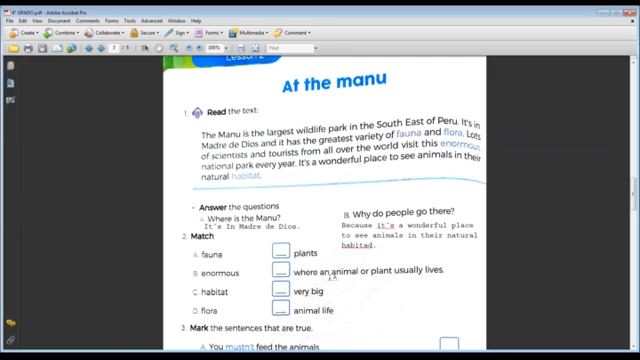 4° GRADO.pdf - Adobe Acrobat Pro
File Edit View Document Comments Forms Tools Advanced Window Help
Create Combine Collaborate Secure Sign Forms Multimedia Comment
100% Find
Lesson 2
At the manu
1. Read the text:
The Manu is the largest wildlife park in the South East of Peru. It's in
Madre de Dios and it has the greatest variety of fauna and flora. Lots
of scientists and tourists from all over the world visit this enormous
national park every year. It's a wonderful place to see animals in their
natural habitat.
Answer the questions
A. Where is the Manu?
It´s In Madre de Dios.
B. Why do people go there?
Because it´s a wonderful place
to see animals in their natural
habitad.
2. Match
A. fauna
plants
B. enormous
where an animal or plant usually lives.
C. habitat
very big
D. flora
animal life
3. Mark the sentences that are true.
A. You mustn't feed the animals